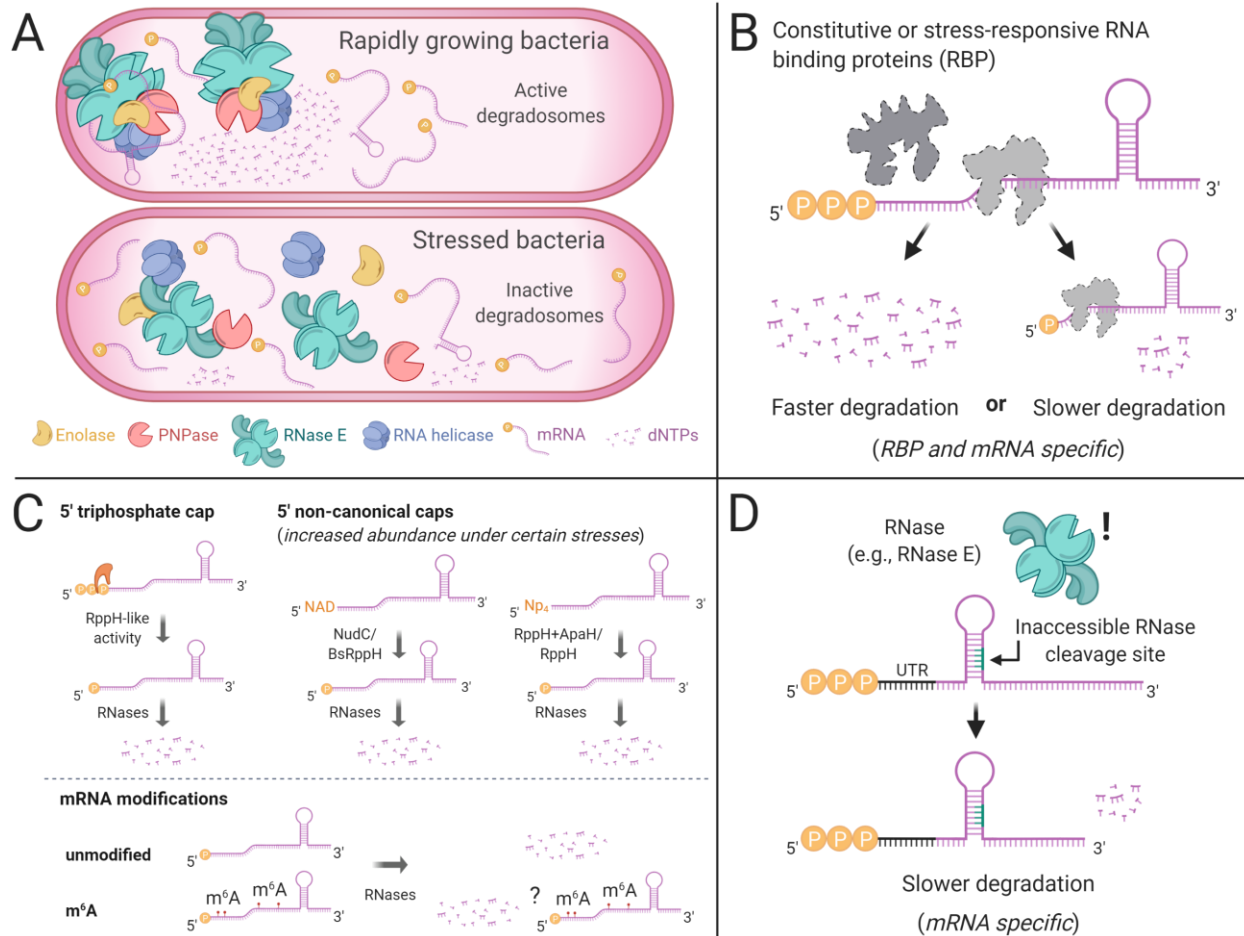 A
Rapidly growing bacteria
P
P
P
P
P
Active
degradosomes
Stressed bacteria
P
P
P
P
P
P
P
Inactive
degradosomes
Enolase
PNPase
RNase E
RNA helicase
P
mRNA
dNTPs
B
Constitutive or stress-responsive RNA
binding proteins (RBP)
5' P P P 3'
5' P 3'
Faster degradation or Slower degradation
(RBP and mRNA specific)
C
5' triphosphate cap
5' non-canonical caps
(increased abundance under certain stresses)
5' P P P 3'
5' NAD 3'
5' Np₄ 3'
RppH-like
activity
NudC/
BsRppH
RppH+ApaH/
RppH
5' P 3'
5' P 3'
5' P 3'
RNases
RNases
RNases
mRNA modifications
unmodified
5' P 3'
RNases
m⁶A
m⁶A m⁶A
5' P 3'
?
m⁶A m⁶A
5' P 3'
D
RNase
(e.g., RNase E)
!
Inaccessible RNase
cleavage site
UTR
5' P P P 3'
5' P P P 3'
Slower degradation
(mRNA specific)